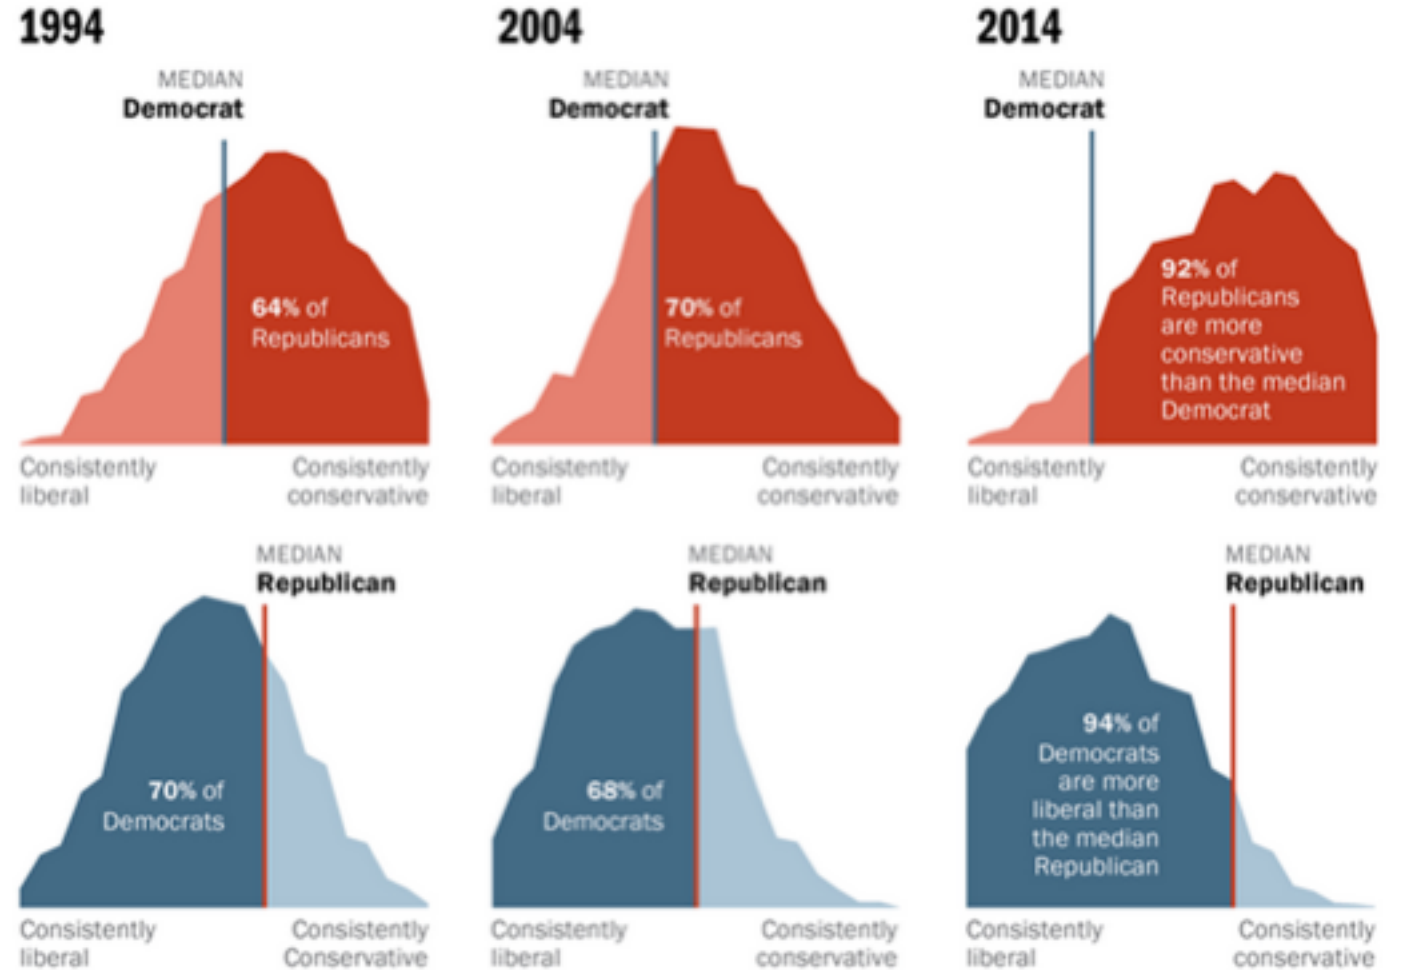 1994
MEDIAN
Democrat
64% of
Republicans
Consistently
liberal
Consistently
conservative
2004
MEDIAN
Democrat
70% of
Republicans
Consistently
liberal
Consistently
conservative
2014
MEDIAN
Democrat
92% of
Republicans
are more
conservative
than the median
Democrat
Consistently
liberal
Consistently
conservative
MEDIAN
Republican
70% of
Democrats
Consistently
liberal
Consistently
Conservative
MEDIAN
Republican
68% of
Democrats
Consistently
liberal
Consistently
conservative
MEDIAN
Republican
94% of
Democrats
are more
liberal than
the median
Republican
Consistently
liberal
Consistently
conservative